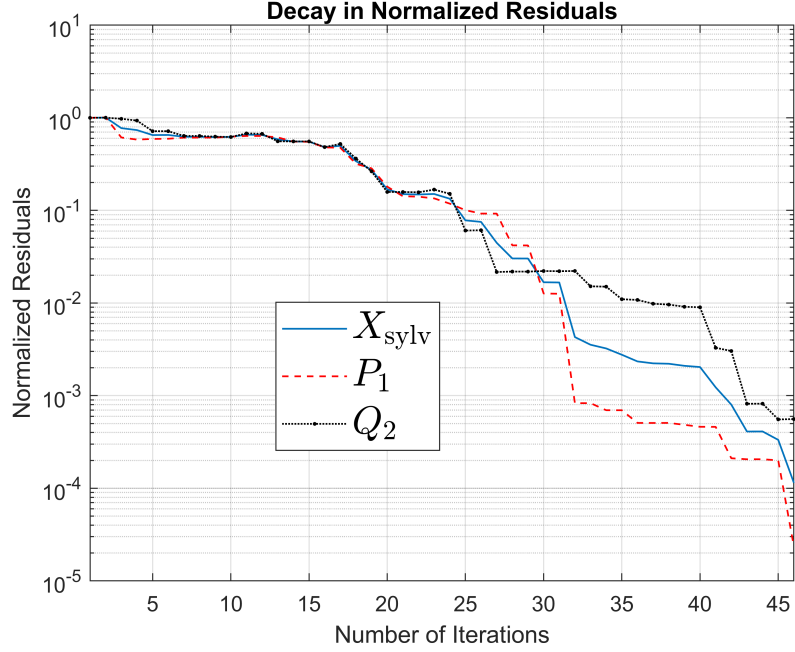 Decay in Normalized Residuals
Normalized Residuals
10^1
10^0
10^-1
10^-2
10^-3
10^-4
10^-5
X_sylv
P_1
Q_2
5 10 15 20 25 30 35 40 45
Number of Iterations